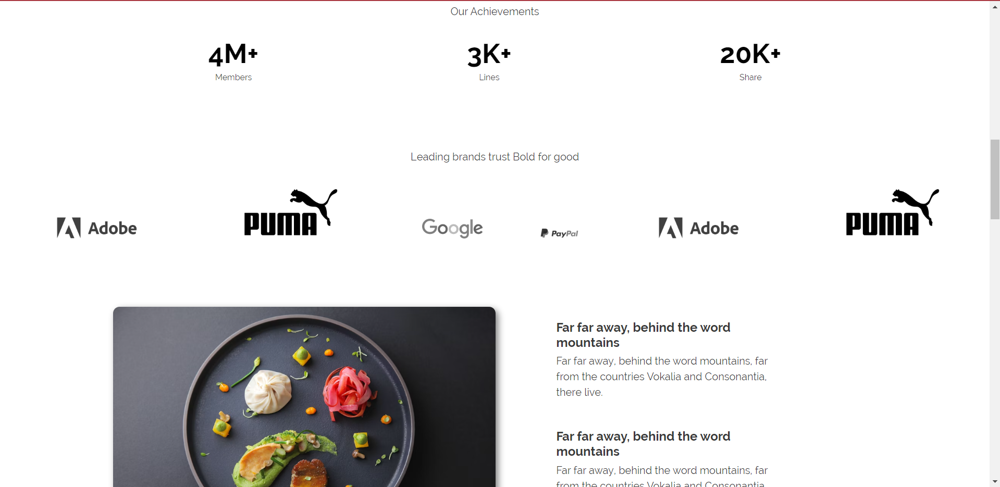 Our Achievements
4M+ 3K+ 20K+
Members Lines Share
Leading brands trust Bold for good
Adobe PUMA Google PayPal Adobe PUMA
Far far away, behind the word
mountains
Far far away, behind the word mountains, far
from the countries Vokalia and Consonantia,
there live.
Far far away, behind the word
mountains
Far far away, behind the word mountains, far
from the countries Vokalia and Consonantia,